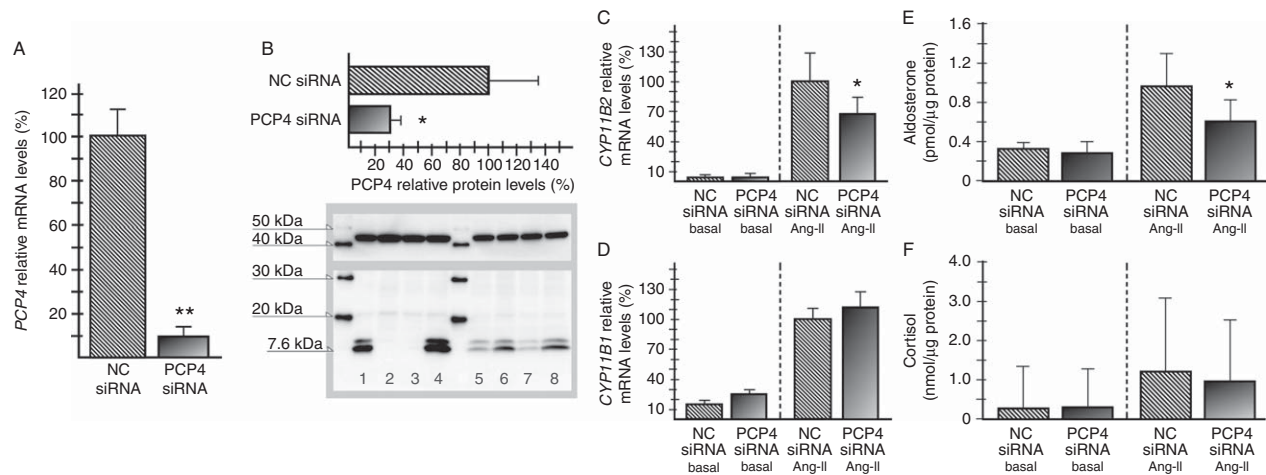 A
PCP4 relative mRNA levels (%)
120
100
80
60
40
20
**
NC siRNA
PCP4 siRNA
B
NC siRNA
PCP4 siRNA
*
20 40 60 80 100 120 140
PCP4 relative protein levels (%)
50 kDa
40 kDa
30 kDa
20 kDa
7.6 kDa
1 2 3 4 5 6 7 8
C
CYP11B2 relative
mRNA levels (%)
130
100
70
40
10
*
NC siRNA basal
PCP4 siRNA basal
NC siRNA Ang-II
PCP4 siRNA Ang-II
D
CYP11B1 relative
mRNA levels (%)
130
100
70
40
10
NC siRNA basal
PCP4 siRNA basal
NC siRNA Ang-II
PCP4 siRNA Ang-II
E
Aldosterone
(pmol/µg protein)
1.6
1.2
0.8
0.4
0
*
NC siRNA basal
PCP4 siRNA basal
NC siRNA Ang-II
PCP4 siRNA Ang-II
F
Cortisol
(nmol/µg protein)
4.0
3.0
2.0
1.0
0
NC siRNA basal
PCP4 siRNA basal
NC siRNA Ang-II
PCP4 siRNA Ang-II